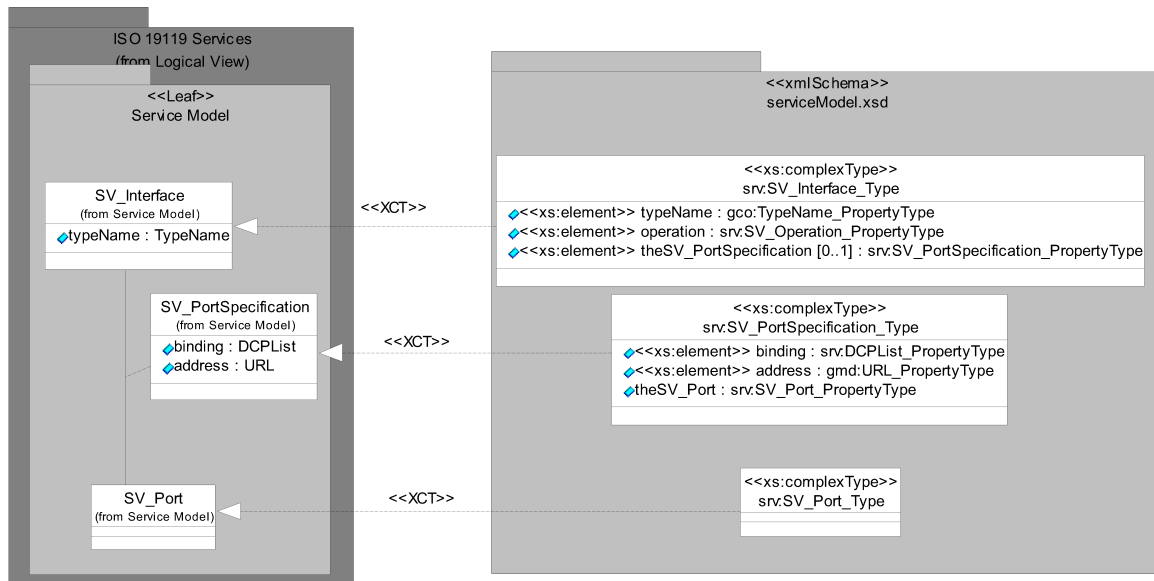 ISO 19119 Services
(from Logical View)
<<Leaf>>
Service Model
SV_Interface
(from Service Model)
typeName : TypeName
SV_PortSpecification
(from Service Model)
binding : DCPList
address : URL
SV_Port
(from Service Model)
<<XCT>>
<<XCT>>
<<XCT>>
<<xmlSchema>>
serviceModel.xsd
<<xs:complexType>>
srv:SV_Interface_Type
<<xs:element>> typeName : gco:TypeName_PropertyType
<<xs:element>> operation : srv:SV_Operation_PropertyType
<<xs:element>> theSV_PortSpecification [0..1] : srv:SV_PortSpecification_PropertyType
<<xs:complexType>>
srv:SV_PortSpecification_Type
<<xs:element>> binding : srv:DCPList_PropertyType
<<xs:element>> address : gmd:URL_PropertyType
theSV_Port : srv:SV_Port_PropertyType
<<xs:complexType>>
srv:SV_Port_Type